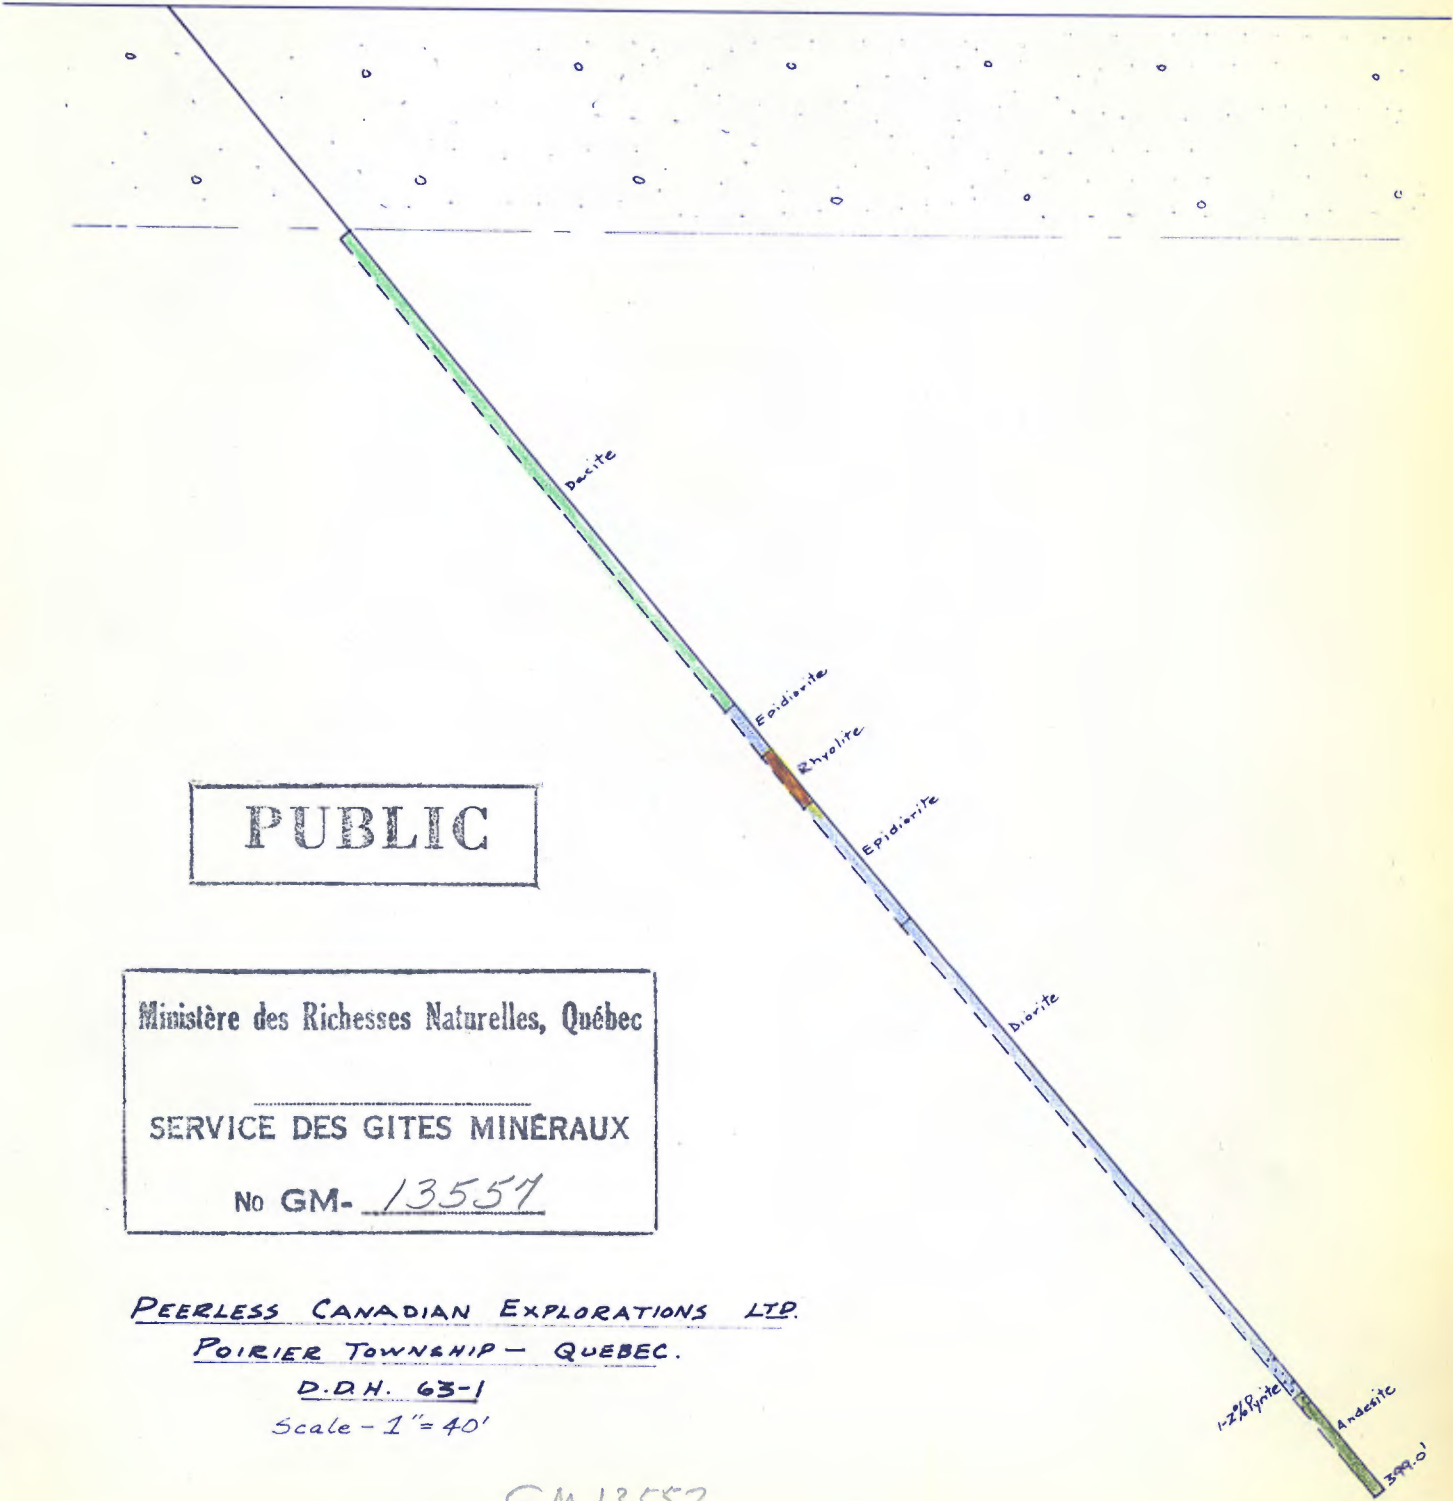 Dacite
Epidiorite
Rhyolite
Epidiorite
PUBLIC
Ministère des Richesses Naturelles, Québec
Diorite
SERVICE DES GITES MINÉRAUX
No GM- 13557
PEERLESS CANADIAN EXPLORATIONS LTD.
POIRIER TOWNSHIP - QUEBEC.
D.D.H. 63-1
Scale - 1"= 40'
1-2% Pyrite
Andesite
399.0'